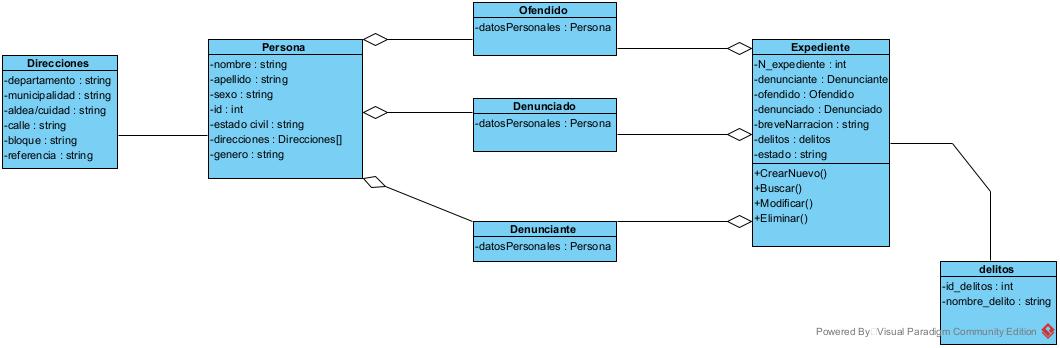 Direcciones
-departamento : string
-municipalidad : string
-aldea/cuidad : string
-calle : string
-bloque : string
-referencia : string
Persona
-nombre : string
-apellido : string
-sexo : string
-id : int
-estado civil : string
-direcciones : Direcciones[]
-genero : string
Ofendido
-datosPersonales : Persona
Denunciado
-datosPersonales : Persona
Denunciante
-datosPersonales : Persona
Expediente
-N_expediente : int
-denunciante : Denunciante
-ofendido : Ofendido
-denunciado : Denunciado
-breveNarracion : string
-delitos : delitos
-estado : string
+CrearNuevo()
+Buscar()
+Modificar()
+Eliminar()
delitos
-id_delitos : int
-nombre_delito : string
Powered By Visual Paradigm Community Edition